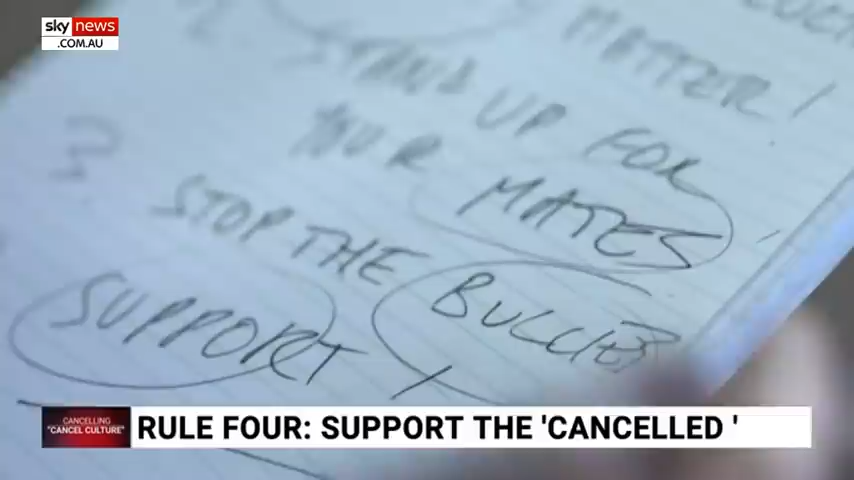 sky news
.COM.AU
MATTER!
STAND UP FOR
YOUR MATES
3
STOP THE BULLIES
SUPPORT
CANCELLING
"CANCEL CULTURE"
RULE FOUR: SUPPORT THE 'CANCELLED '